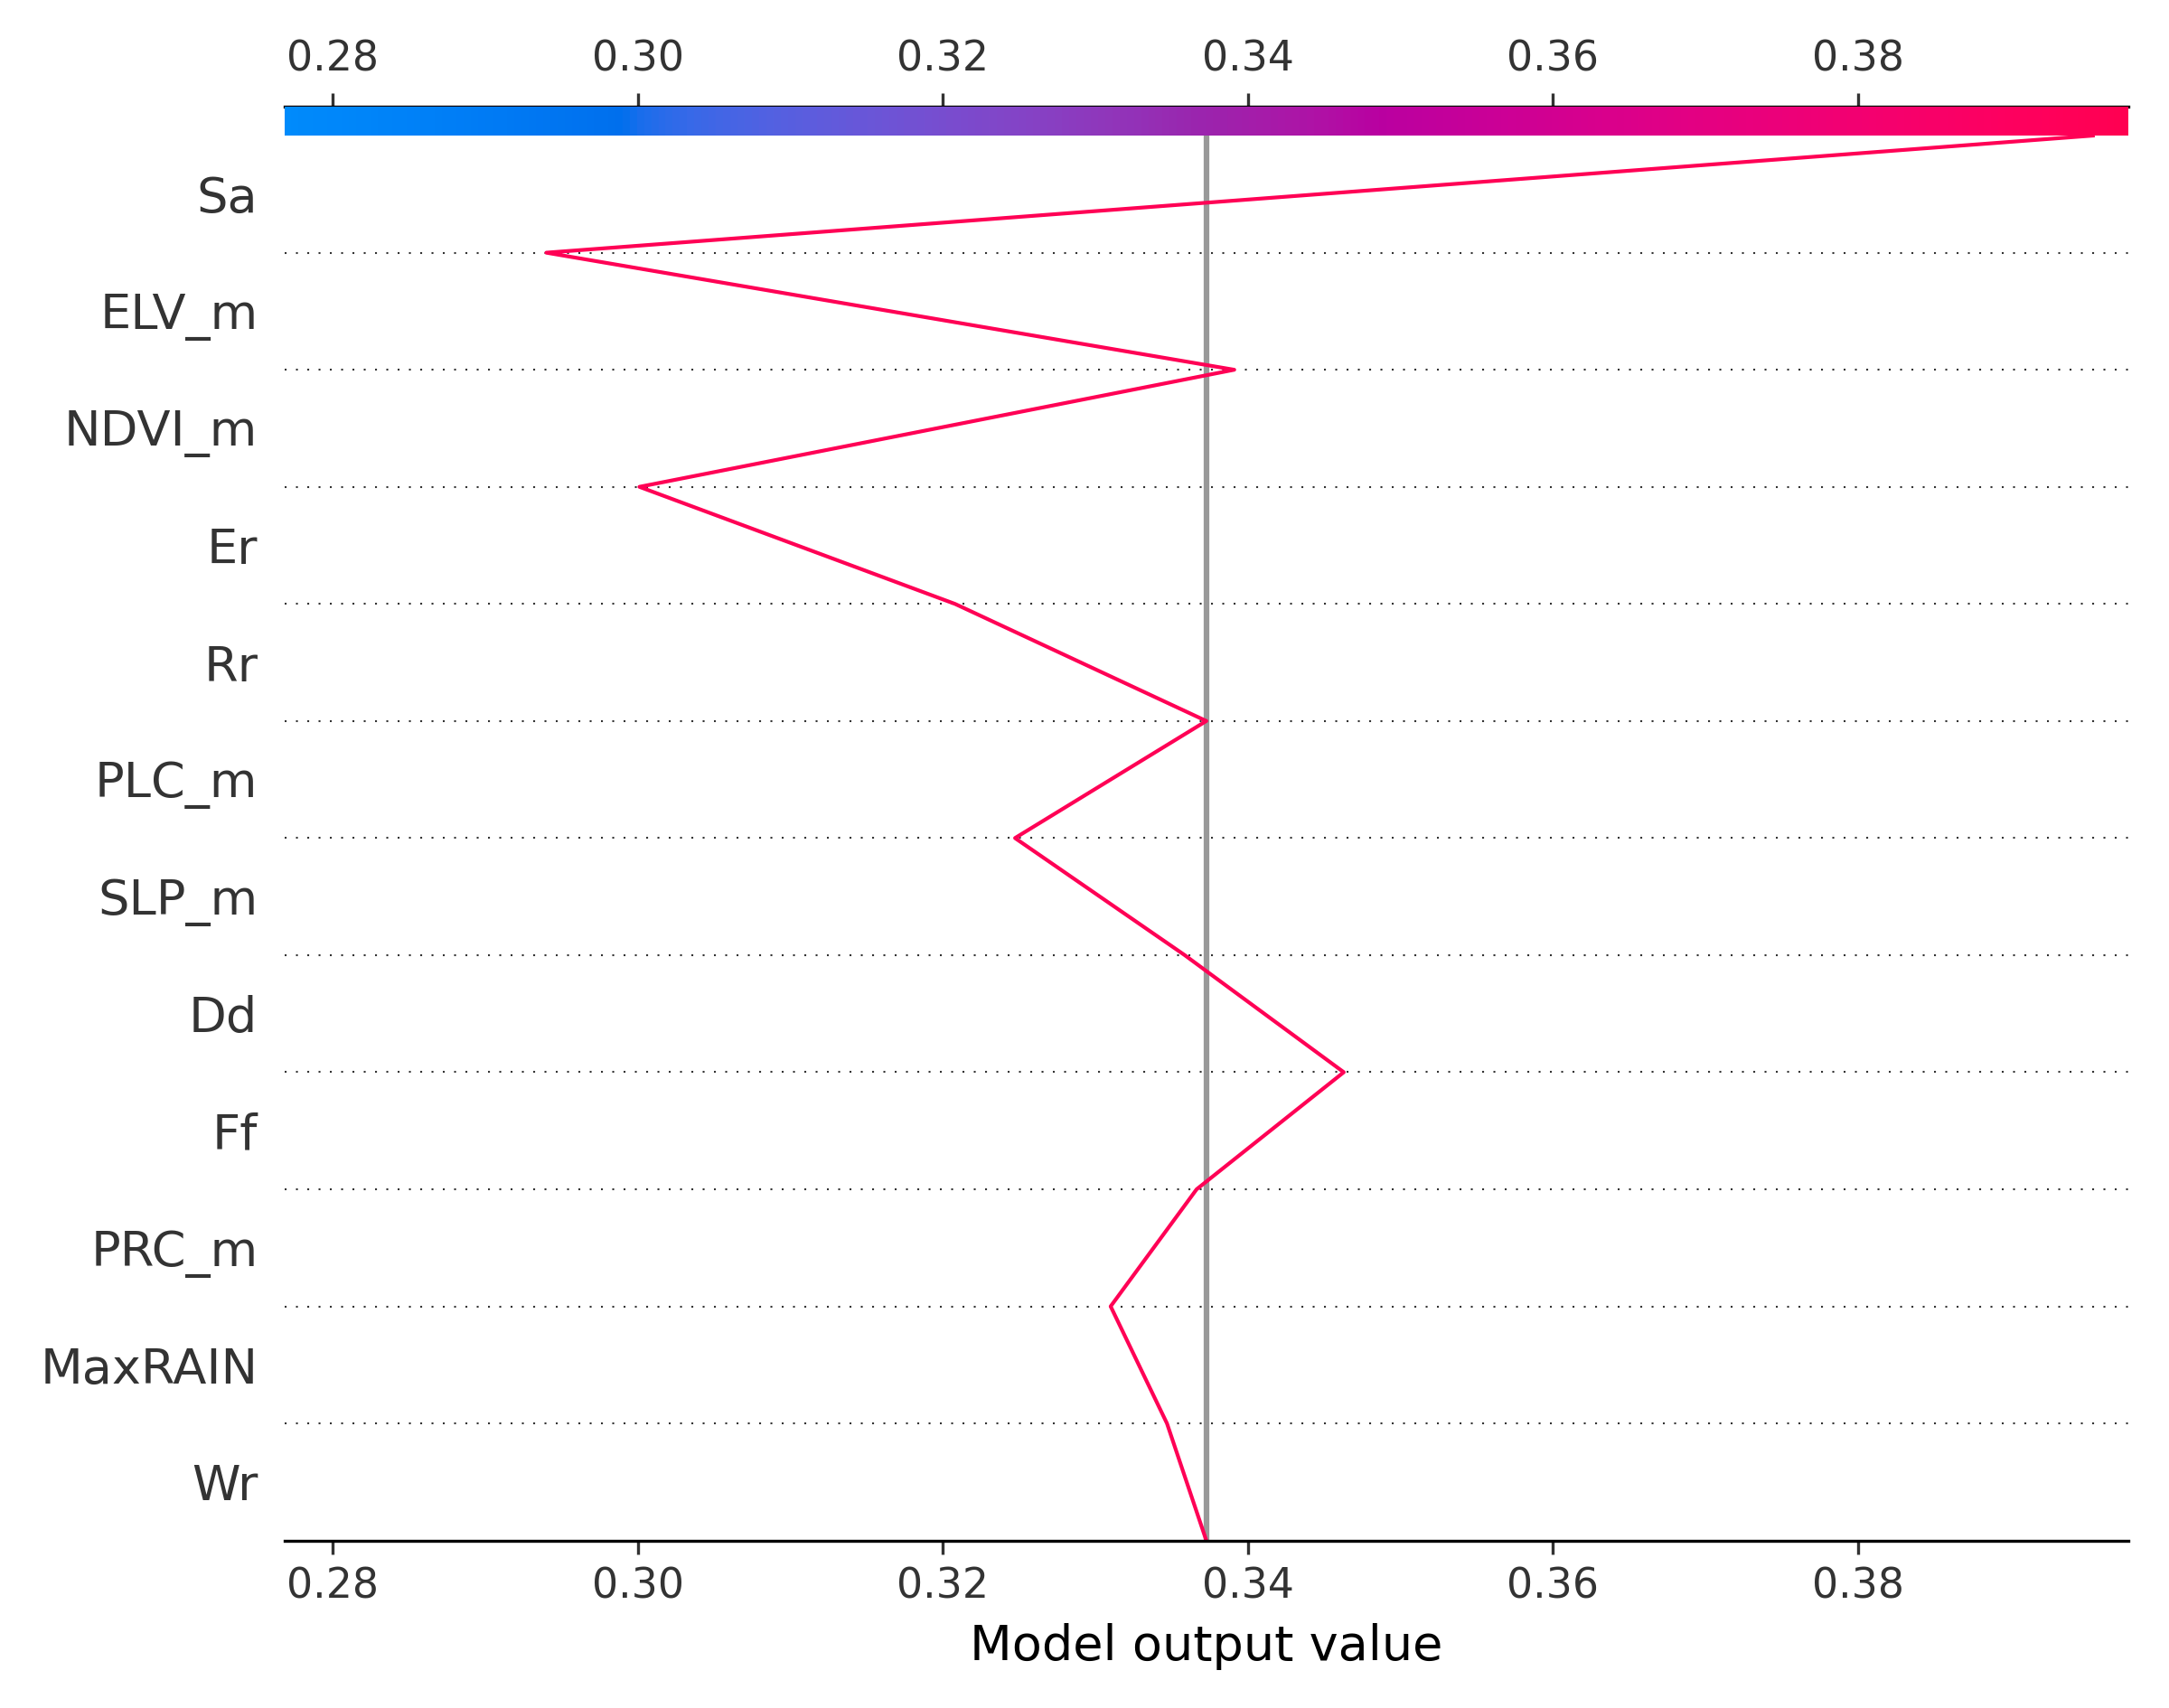 0.28 0.30 0.32 0.34 0.36 0.38
Sa
ELV_m
NDVI_m
Er
Rr
PLC_m
SLP_m
Dd
Ff
PRC_m
MaxRAIN
Wr
0.28 0.30 0.32 0.34 0.36 0.38
Model output value